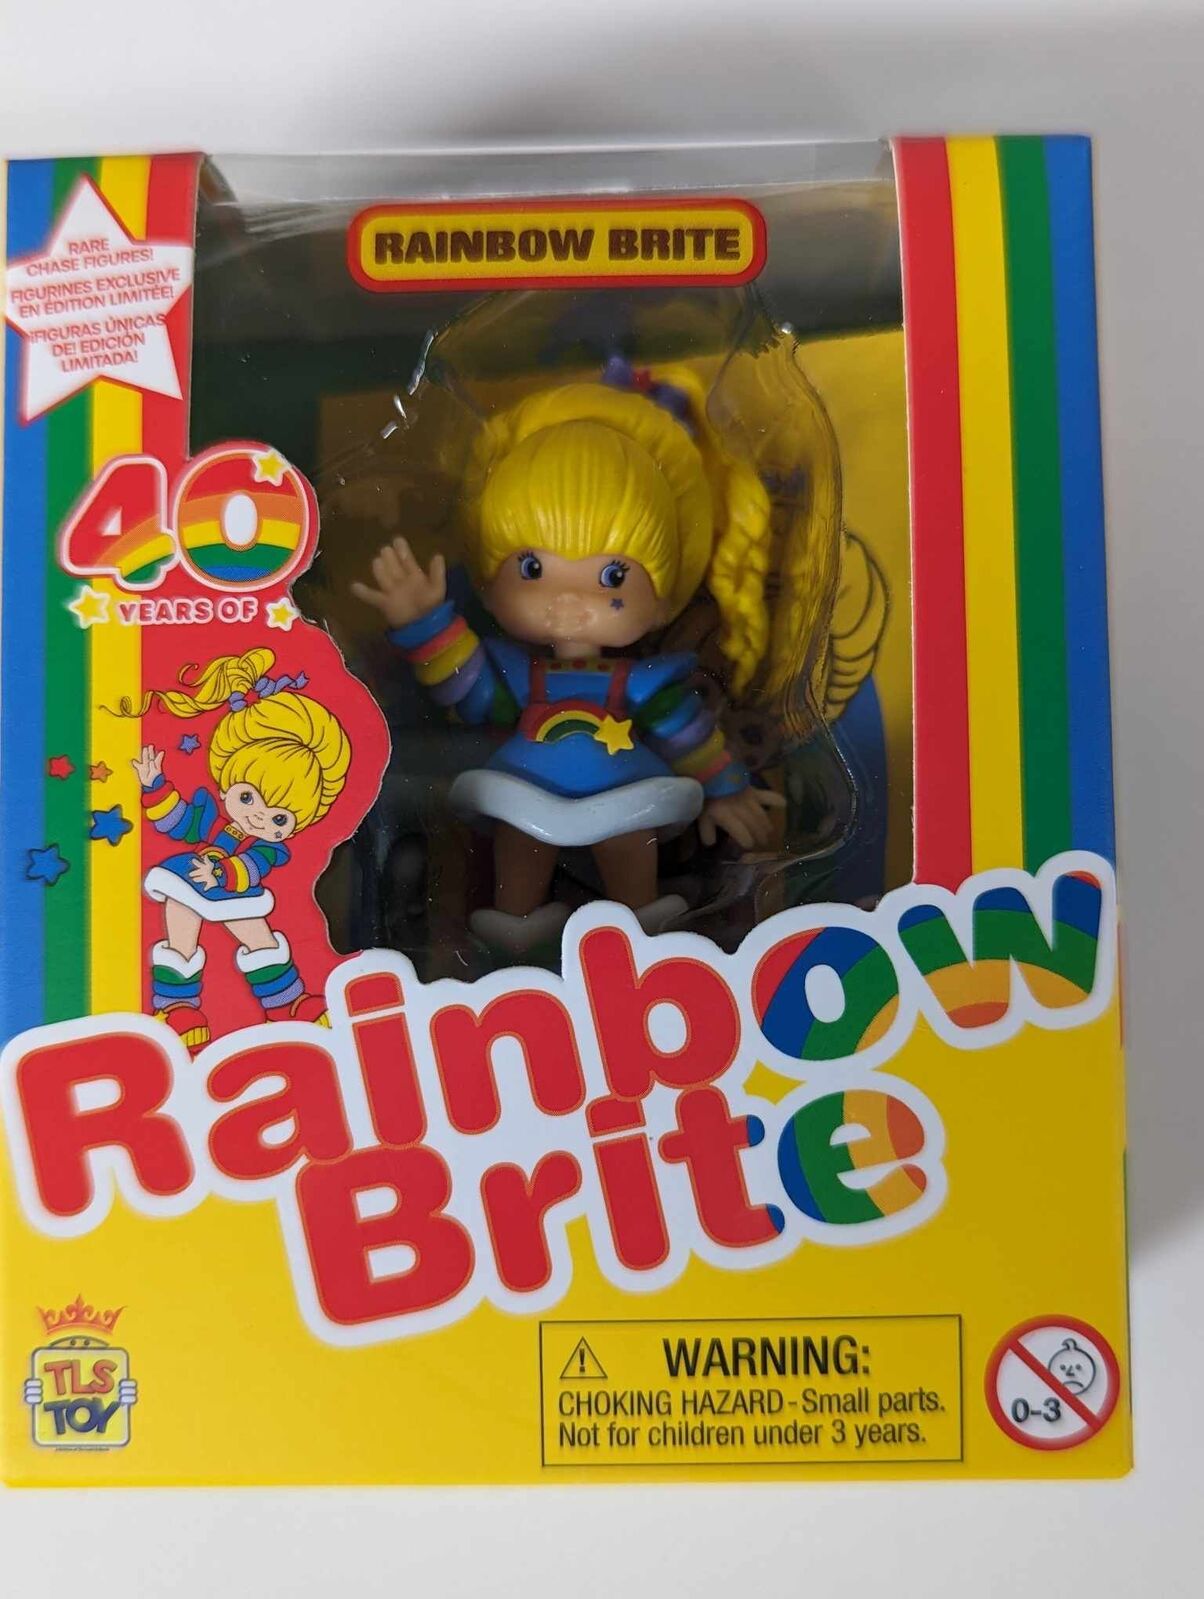 RAINBOW BRITE
RARE
CHASE FIGURES!
FIGURINES EXCLUSIVE
EN ÉDITION LIMITÉE!
¡FIGURAS ÚNICAS
DE! EDICIÓN
LIMITADA!
40
YEARS OF
Rainbow
Brite
TLS
TOY
WARNING:
CHOKING HAZARD - Small parts.
Not for children under 3 years.
0-3